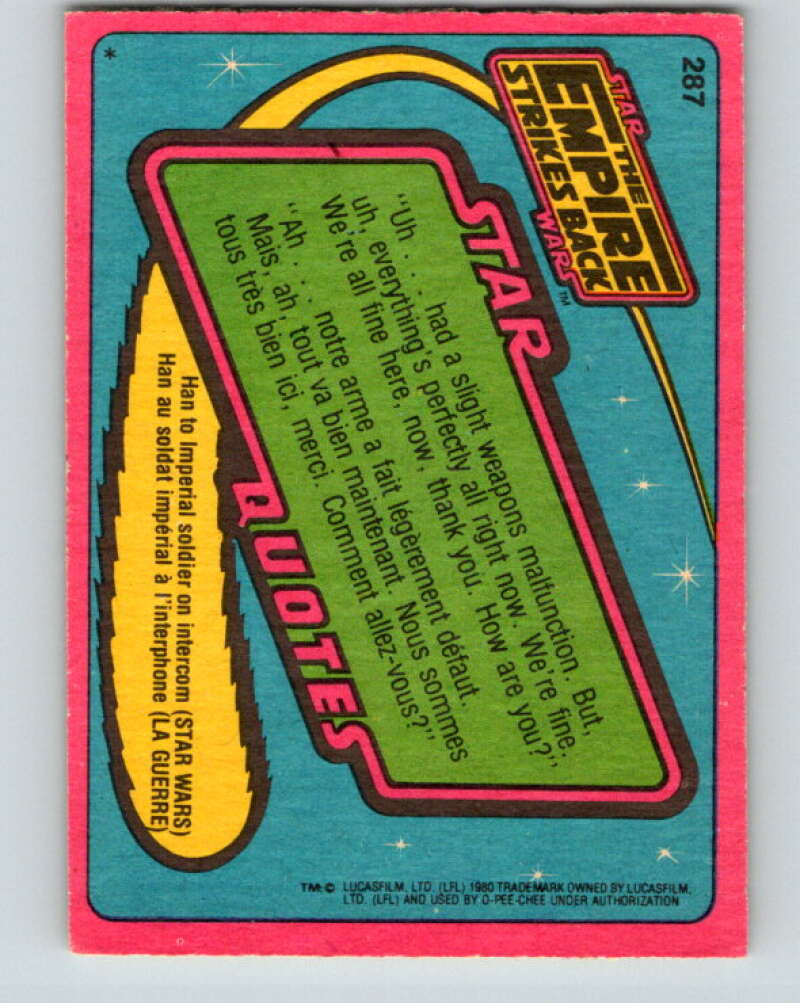 287
STAR
THE
EMPIRE
STRIKES BACK
WARS™
STAR
"Uh . . . had a slight weapons malfunction. But,
uh, everything's perfectly all right now. We're fine.
We're all fine here, now, thank you. How are you?"
"Ah . . . notre arme a fait légèrement défaut.
Mais, ah, tout va bien maintenant. Nous sommes
tous très bien ici, merci. Comment allez-vous?"
QUOTES
Han to Imperial soldier on intercom (STAR WARS)
Han au soldat impérial à l'interphone (LA GUERRE)
TM: © LUCASFILM, LTD. (LFL) 1980 TRADEMARK OWNED BY LUCASFILM,
LTD. (LFL) AND USED BY O-PEE-CHEE UNDER AUTHORIZATION
*